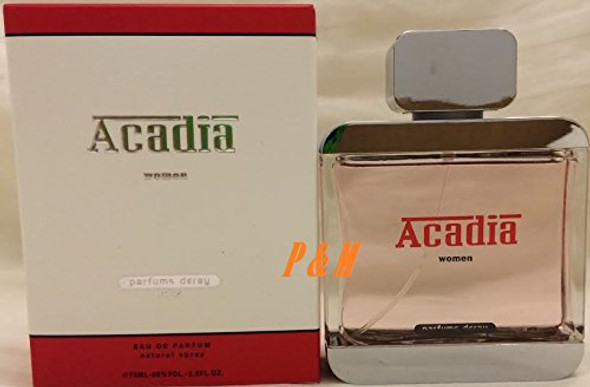 Acadia
women
parfums deray
EAU DE PARFUM
natural spray
Acadia
women
parfums deray
P & M